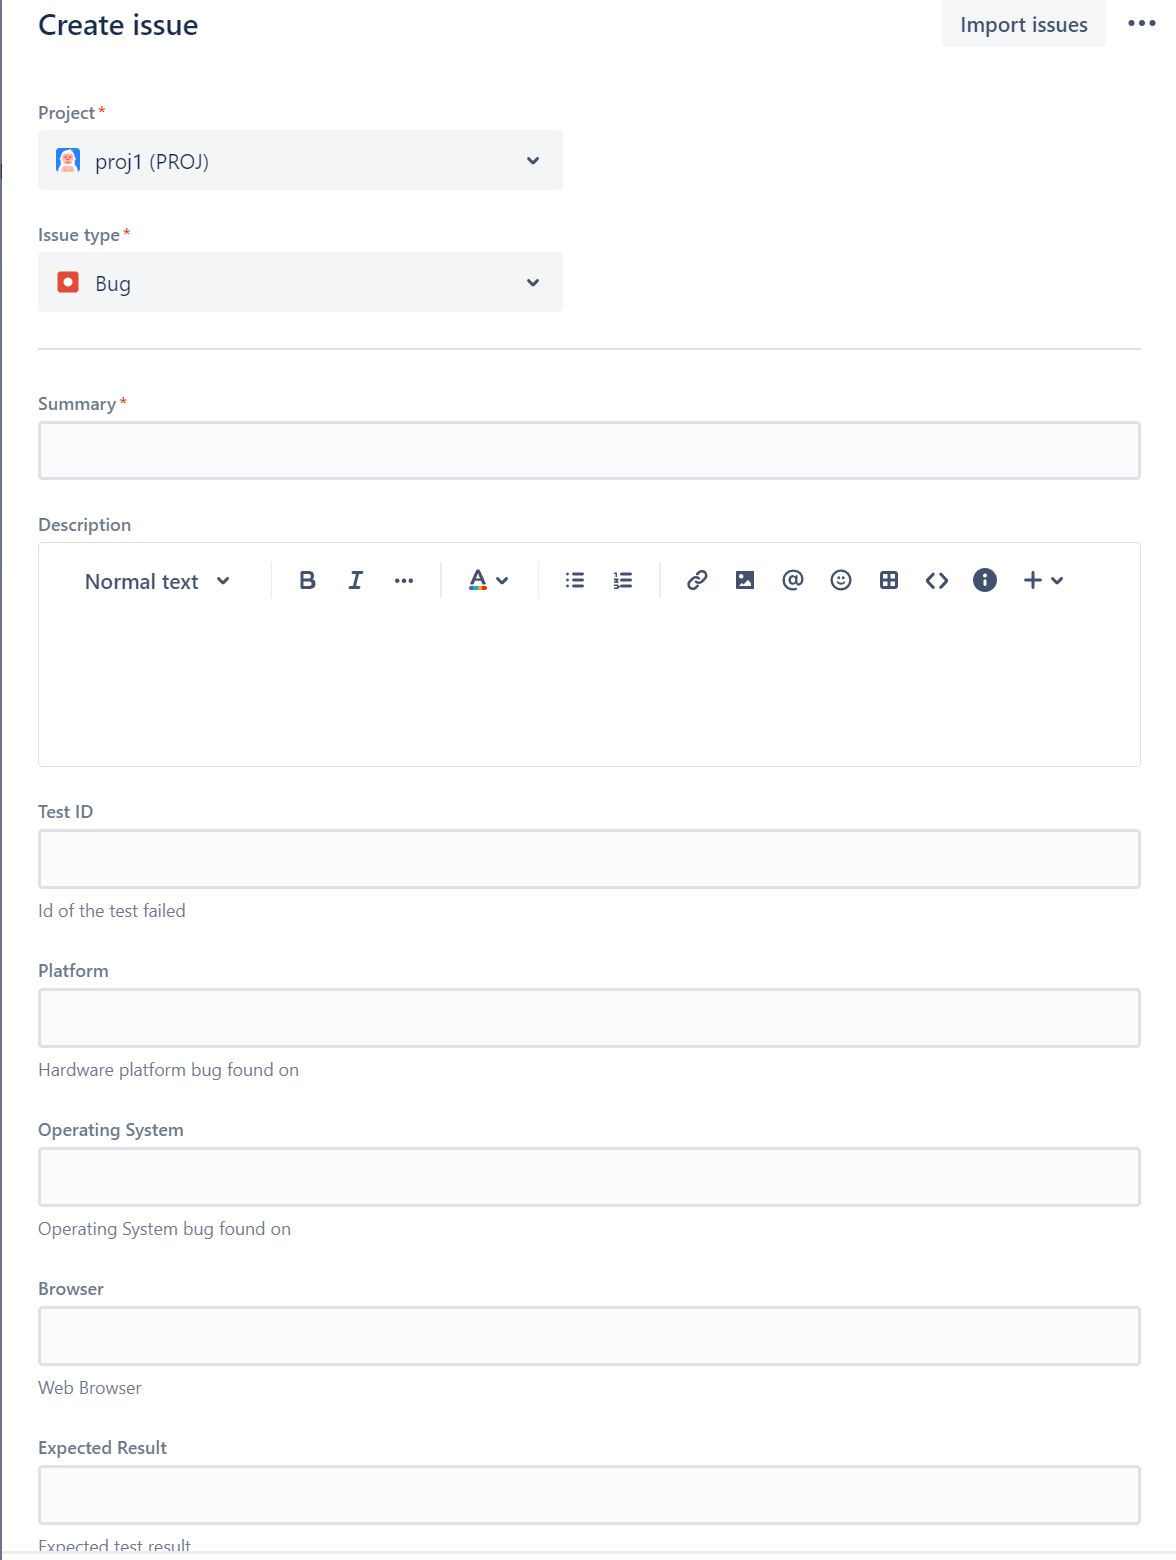 Create issue
Import issues
Project*
proj1 (PROJ)
Issue type*
Bug
Summary*
Description
Normal text
Test ID
Id of the test failed
Platform
Hardware platform bug found on
Operating System
Operating System bug found on
Browser
Web Browser
Expected Result
Expected test result